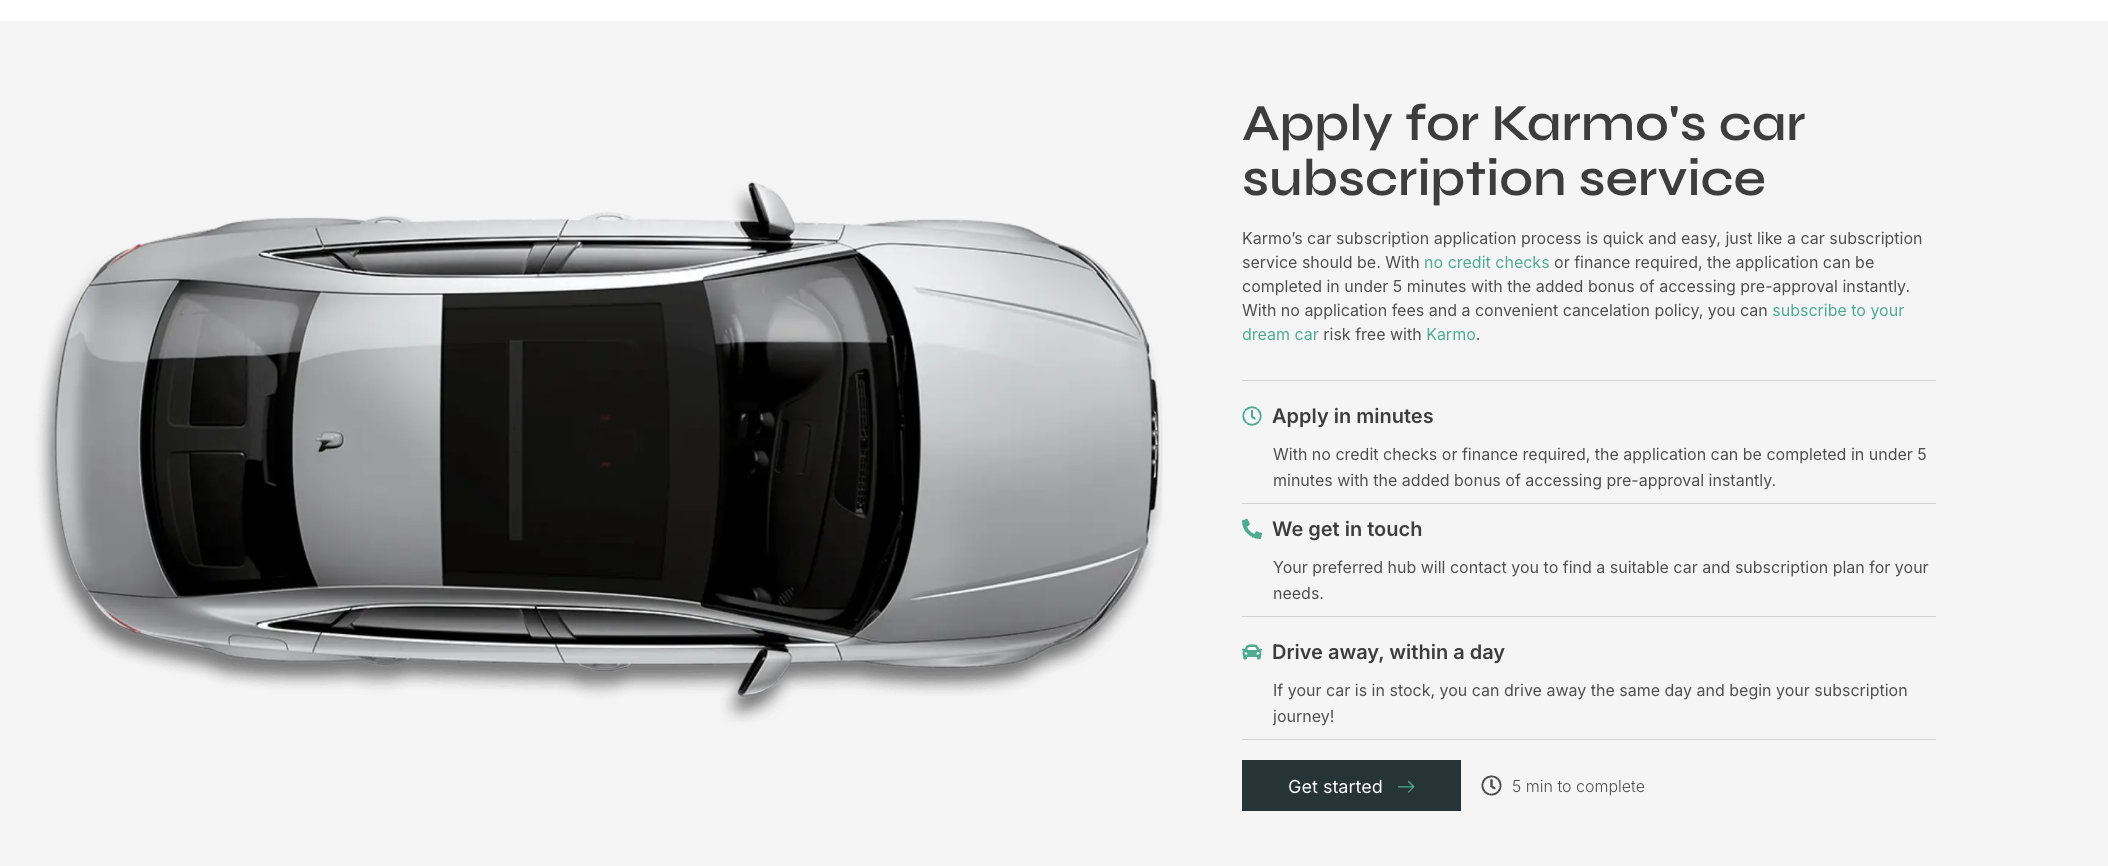 Apply for Karmo's car
subscription service
Karmo’s car subscription application process is quick and easy, just like a car subscription
service should be. With no credit checks or finance required, the application can be
completed in under 5 minutes with the added bonus of accessing pre-approval instantly.
With no application fees and a convenient cancelation policy, you can subscribe to your
dream car risk free with Karmo.
Apply in minutes
With no credit checks or finance required, the application can be completed in under 5
minutes with the added bonus of accessing pre-approval instantly.
We get in touch
Your preferred hub will contact you to find a suitable car and subscription plan for your
needs.
Drive away, within a day
If your car is in stock, you can drive away the same day and begin your subscription
journey!
Get started
5 min to complete